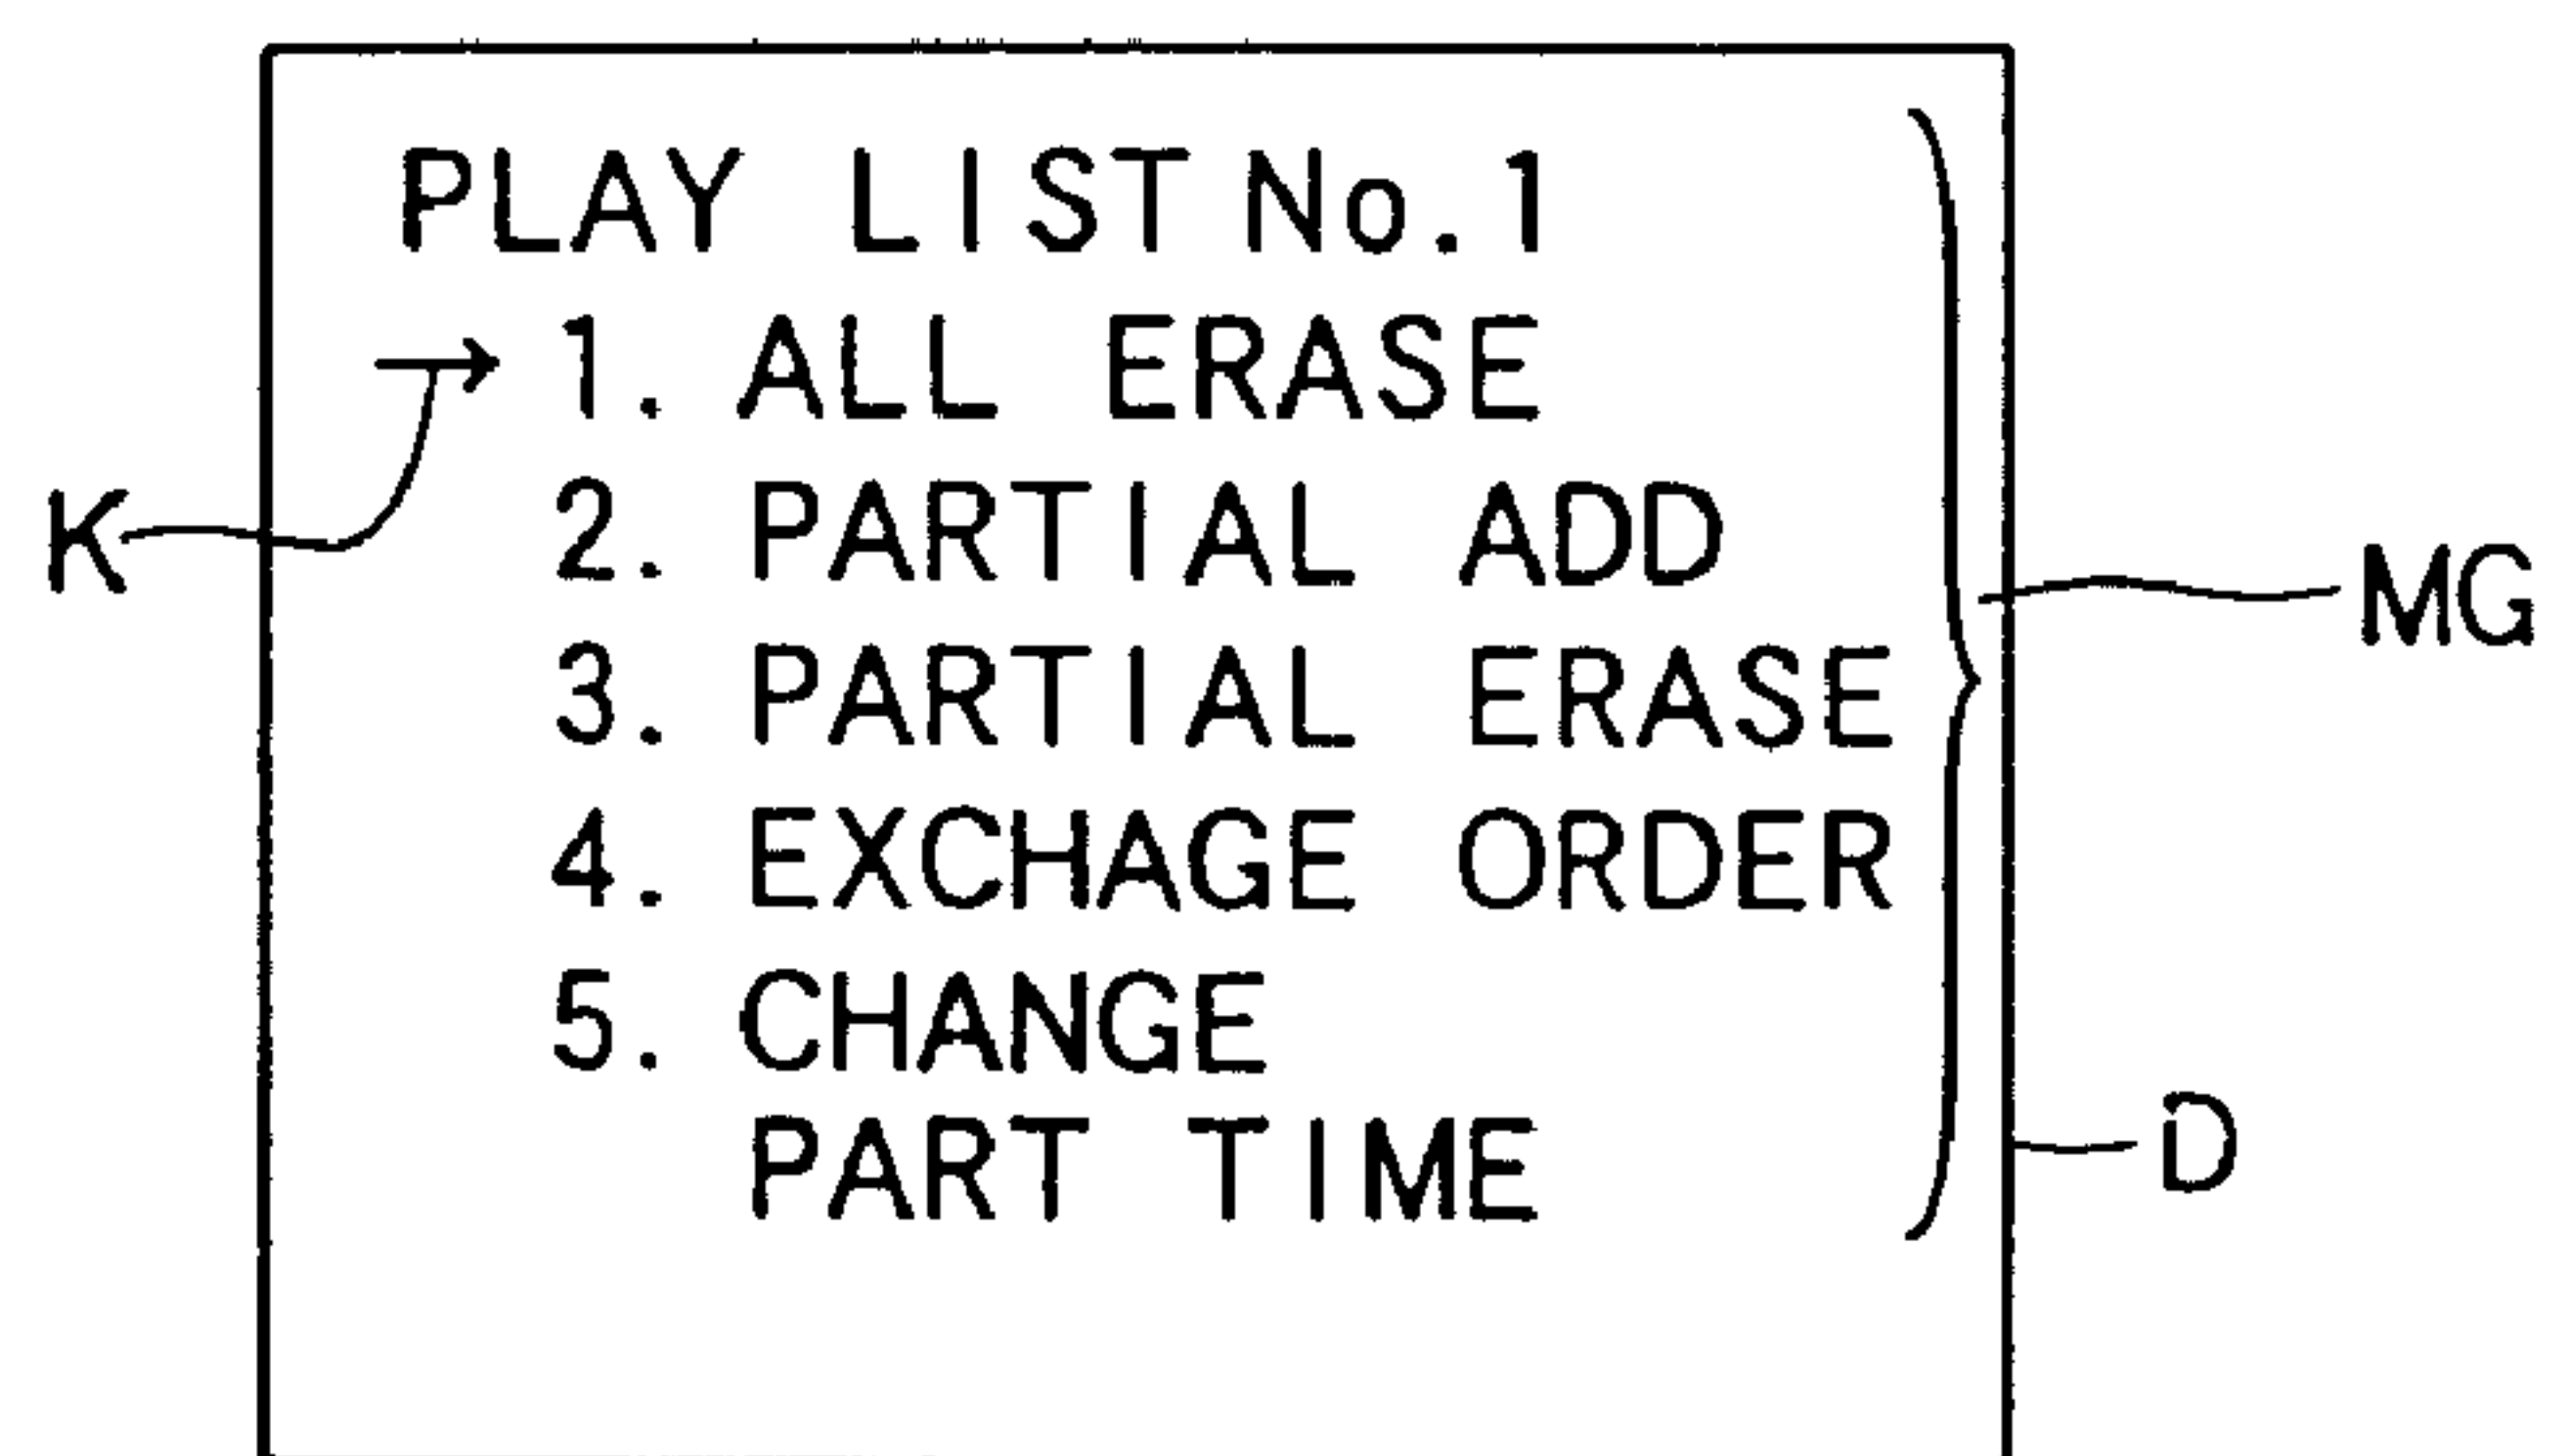 PLAY LIST No.1
→ 1. ALL ERASE
K
2. PARTIAL ADD
MG
3. PARTIAL ERASE
4. EXCHAGE ORDER
5. CHANGE
PART TIME
D